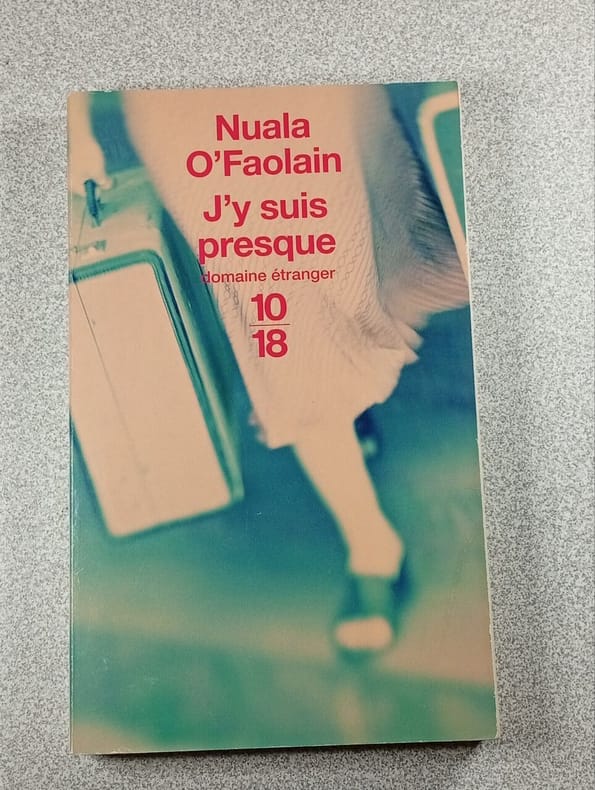 Nuala
O'Faolain
J'y suis
presque
domaine étranger
10
18